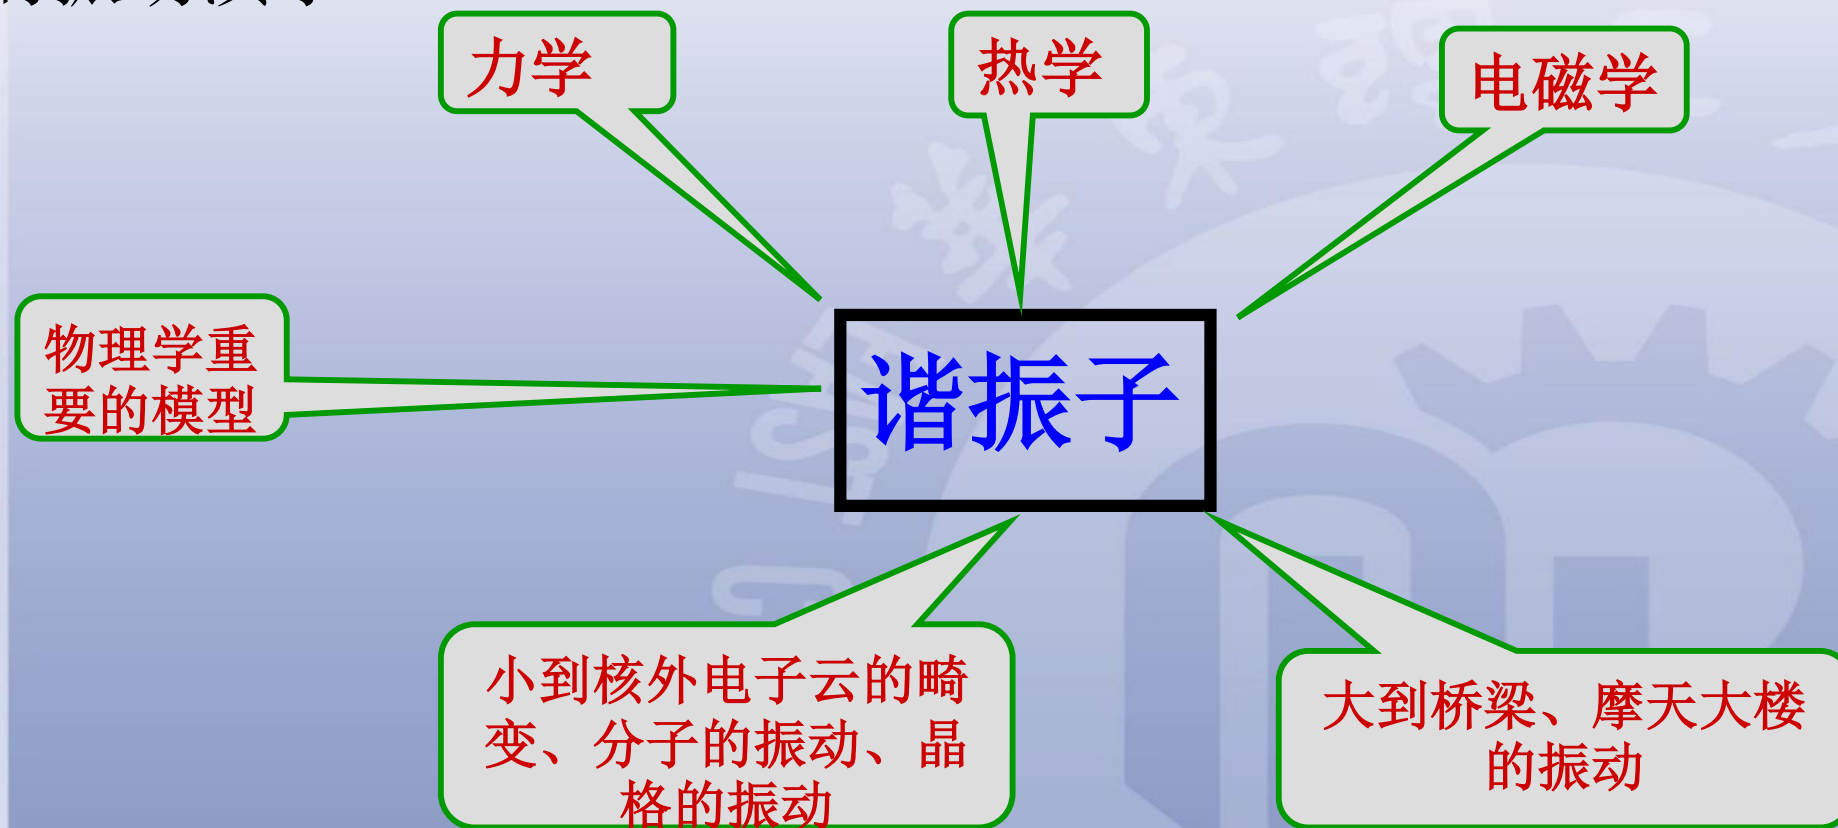 力学
热学
电磁学
物理学重
要的模型
谐振子
小到核外电子云的畸
变、分子的振动、晶
格的振动
大到桥梁、摩天大楼
的振动